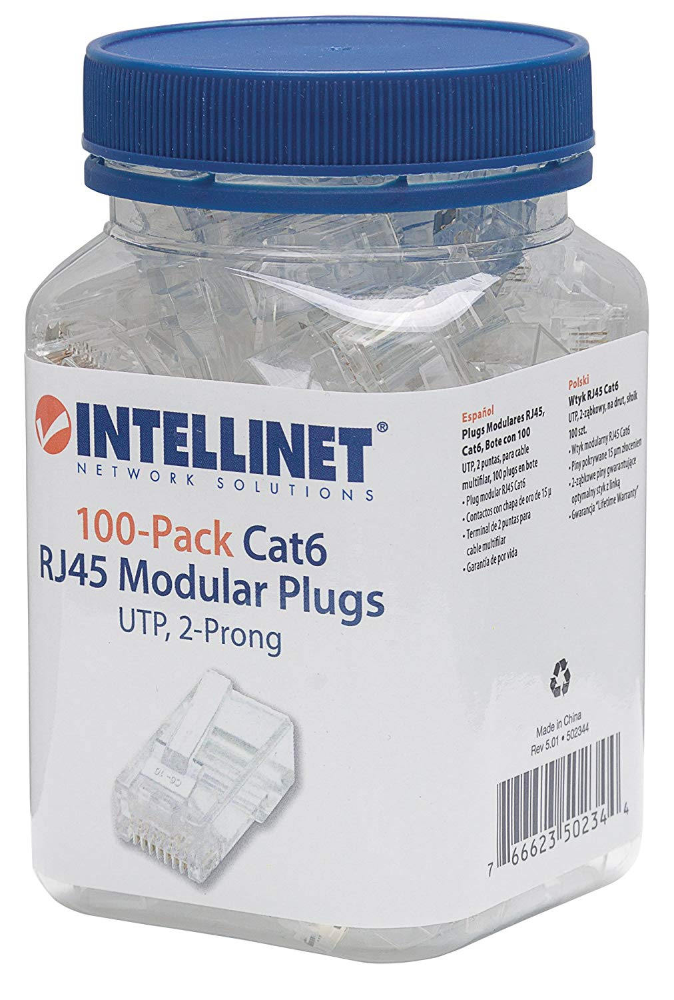 INTELLINET®
NETWORK SOLUTIONS
100-Pack Cat6
RJ45 Modular Plugs
UTP, 2-Prong
C6-10
Español
Plugs Modulares RJ45,
Cat6, Bote con 100
UTP, 2 puntas, para cable
multifilar, 100 plugs en bote
• Plug modular RJ45 Cat6
• Contactos con chapa de oro de 15 µ
• Terminal de 2 puntas para
cable multifilar
• Garantía de por vida
Polski
Wtyk RJ45 Cat6
UTP, 2-ząbkowy, na drut, słoik
100 szt.
• Wtyk modularny RJ45 Cat6
• Piny pokrywane 15 µm złoceniem
• 2-ząbkowe piny gwarantujące
optymalny styk z linką
• Gwarancja "Lifetime Warranty"
Made in China
Rev 5.01 • 502344
7 66623 50234 4